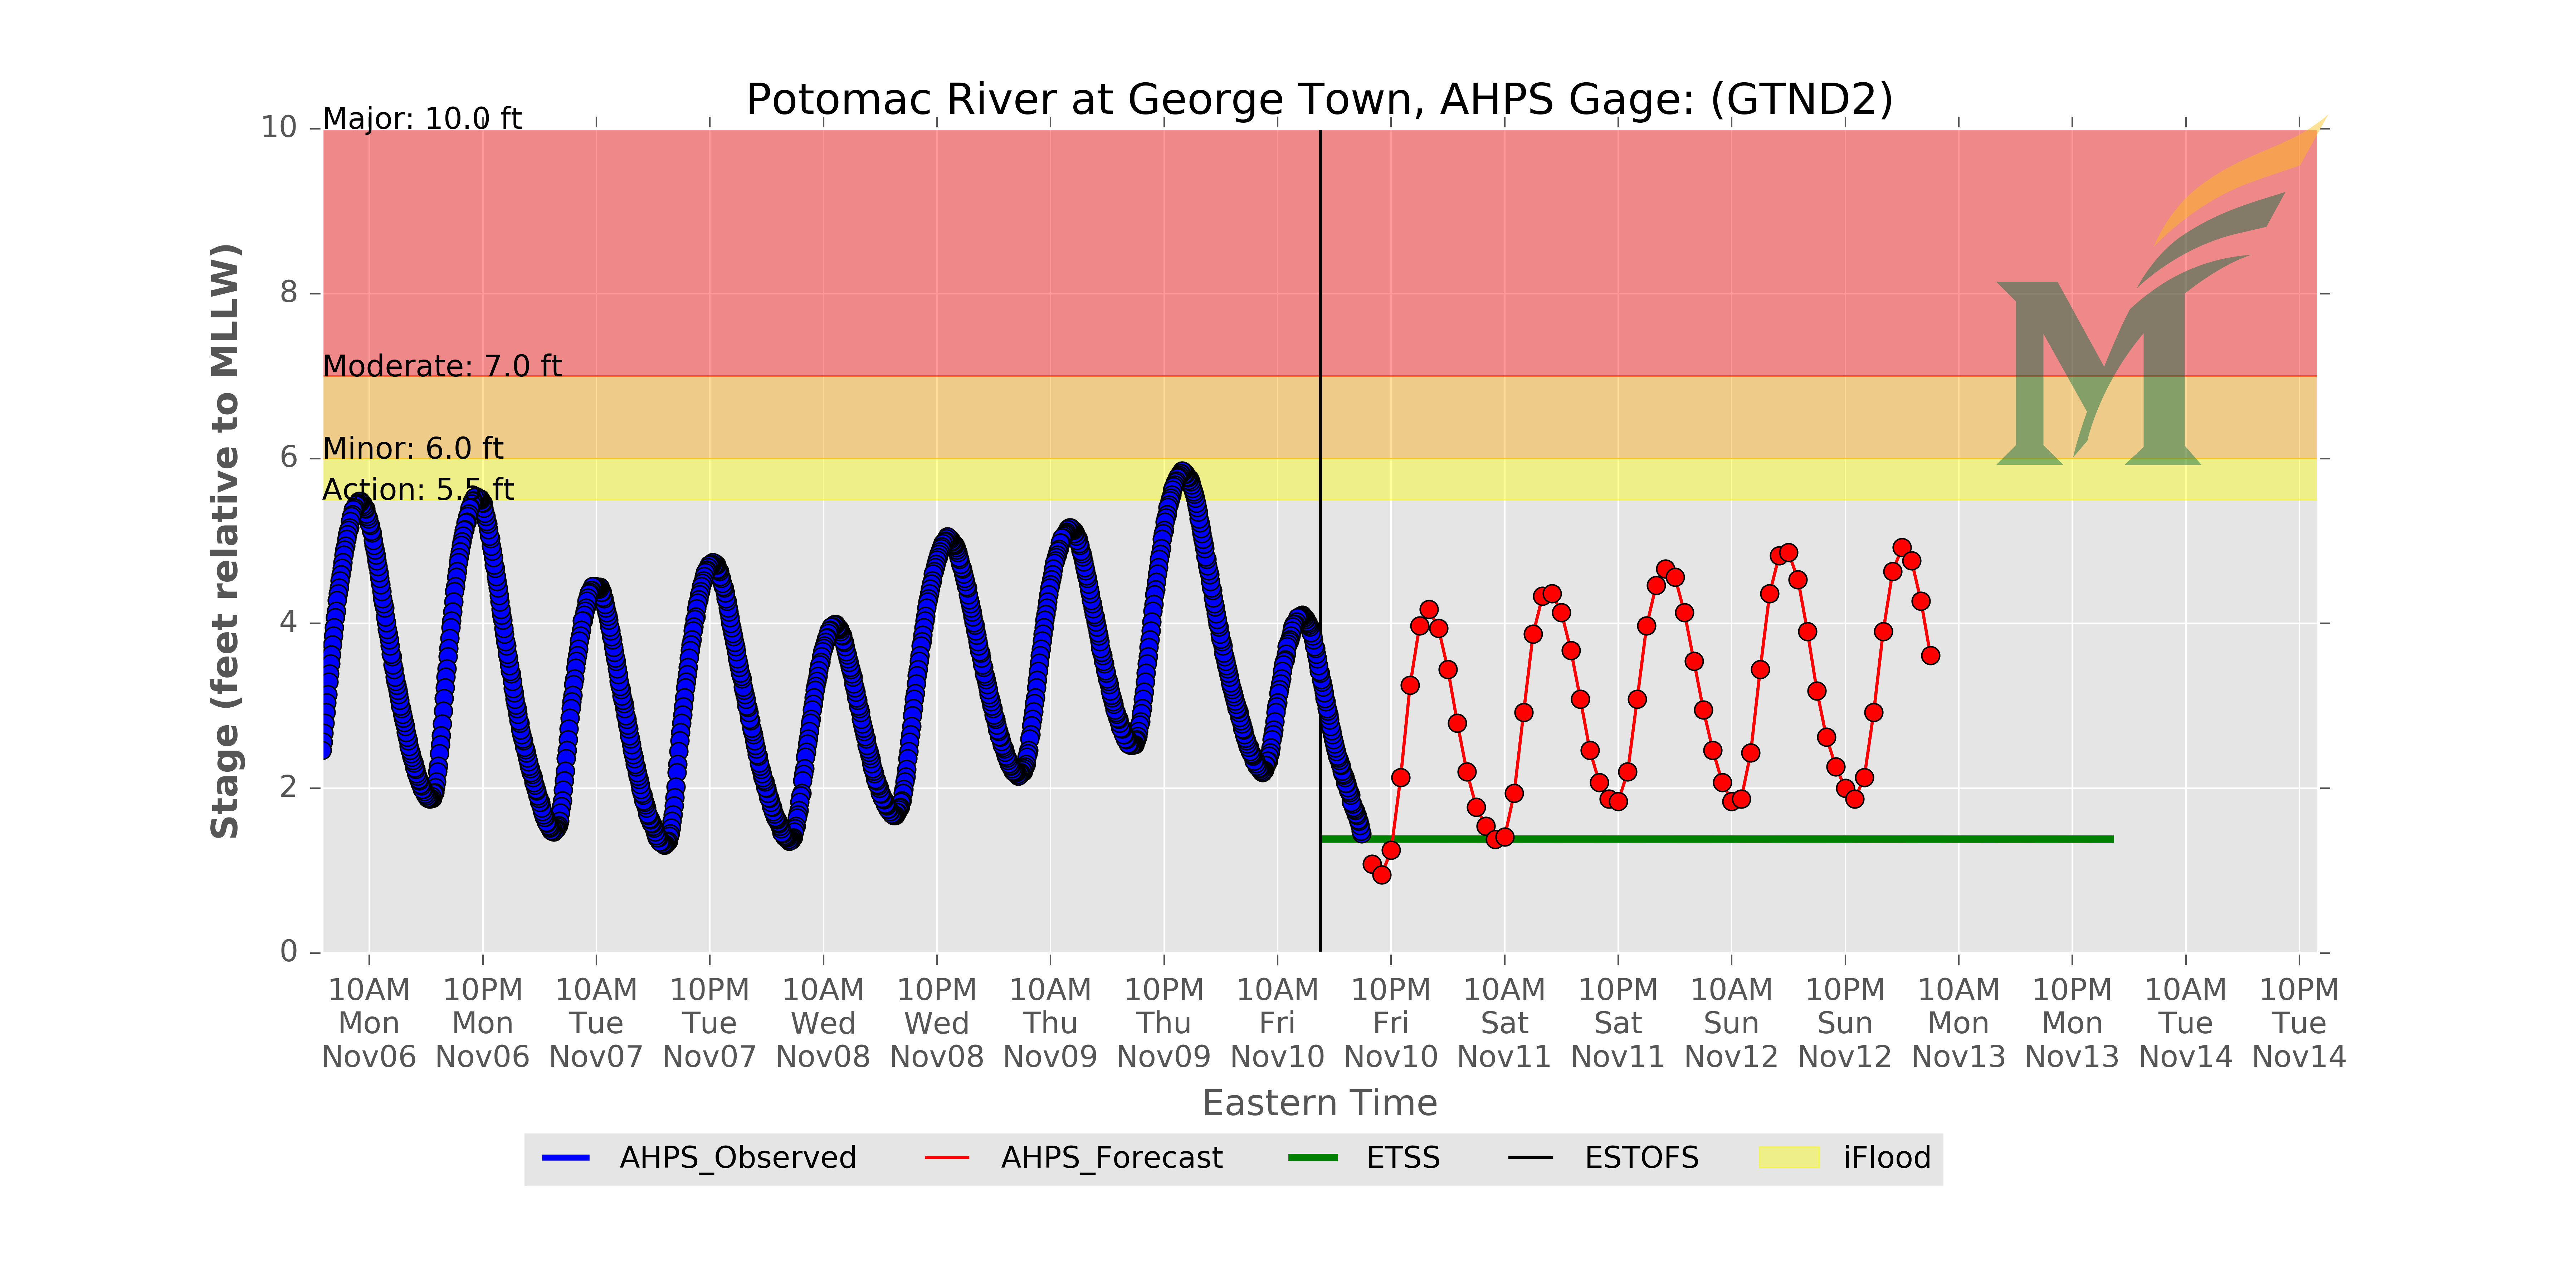 Potomac River at George Town, AHPS Gage: (GTND2)
Stage (feet relative to MLLW)
10
8
6
4
2
0
Major: 10.0 ft
Moderate: 7.0 ft
Minor: 6.0 ft
Action: 5.5 ft
10AM 10PM 10AM 10PM 10AM 10PM 10AM 10PM 10AM 10PM 10AM 10PM 10AM 10PM 10AM 10PM 10AM 10PM
Mon Mon Tue Tue Wed Wed Thu Thu Fri Fri Sat Sat Sun Sun Mon Mon Tue Tue
Nov06 Nov06 Nov07 Nov07 Nov08 Nov08 Nov09 Nov09 Nov10 Nov10 Nov11 Nov11 Nov12 Nov12 Nov13 Nov13 Nov14 Nov14
Eastern Time
AHPS_Observed AHPS_Forecast ETSS ESTOFS iFlood